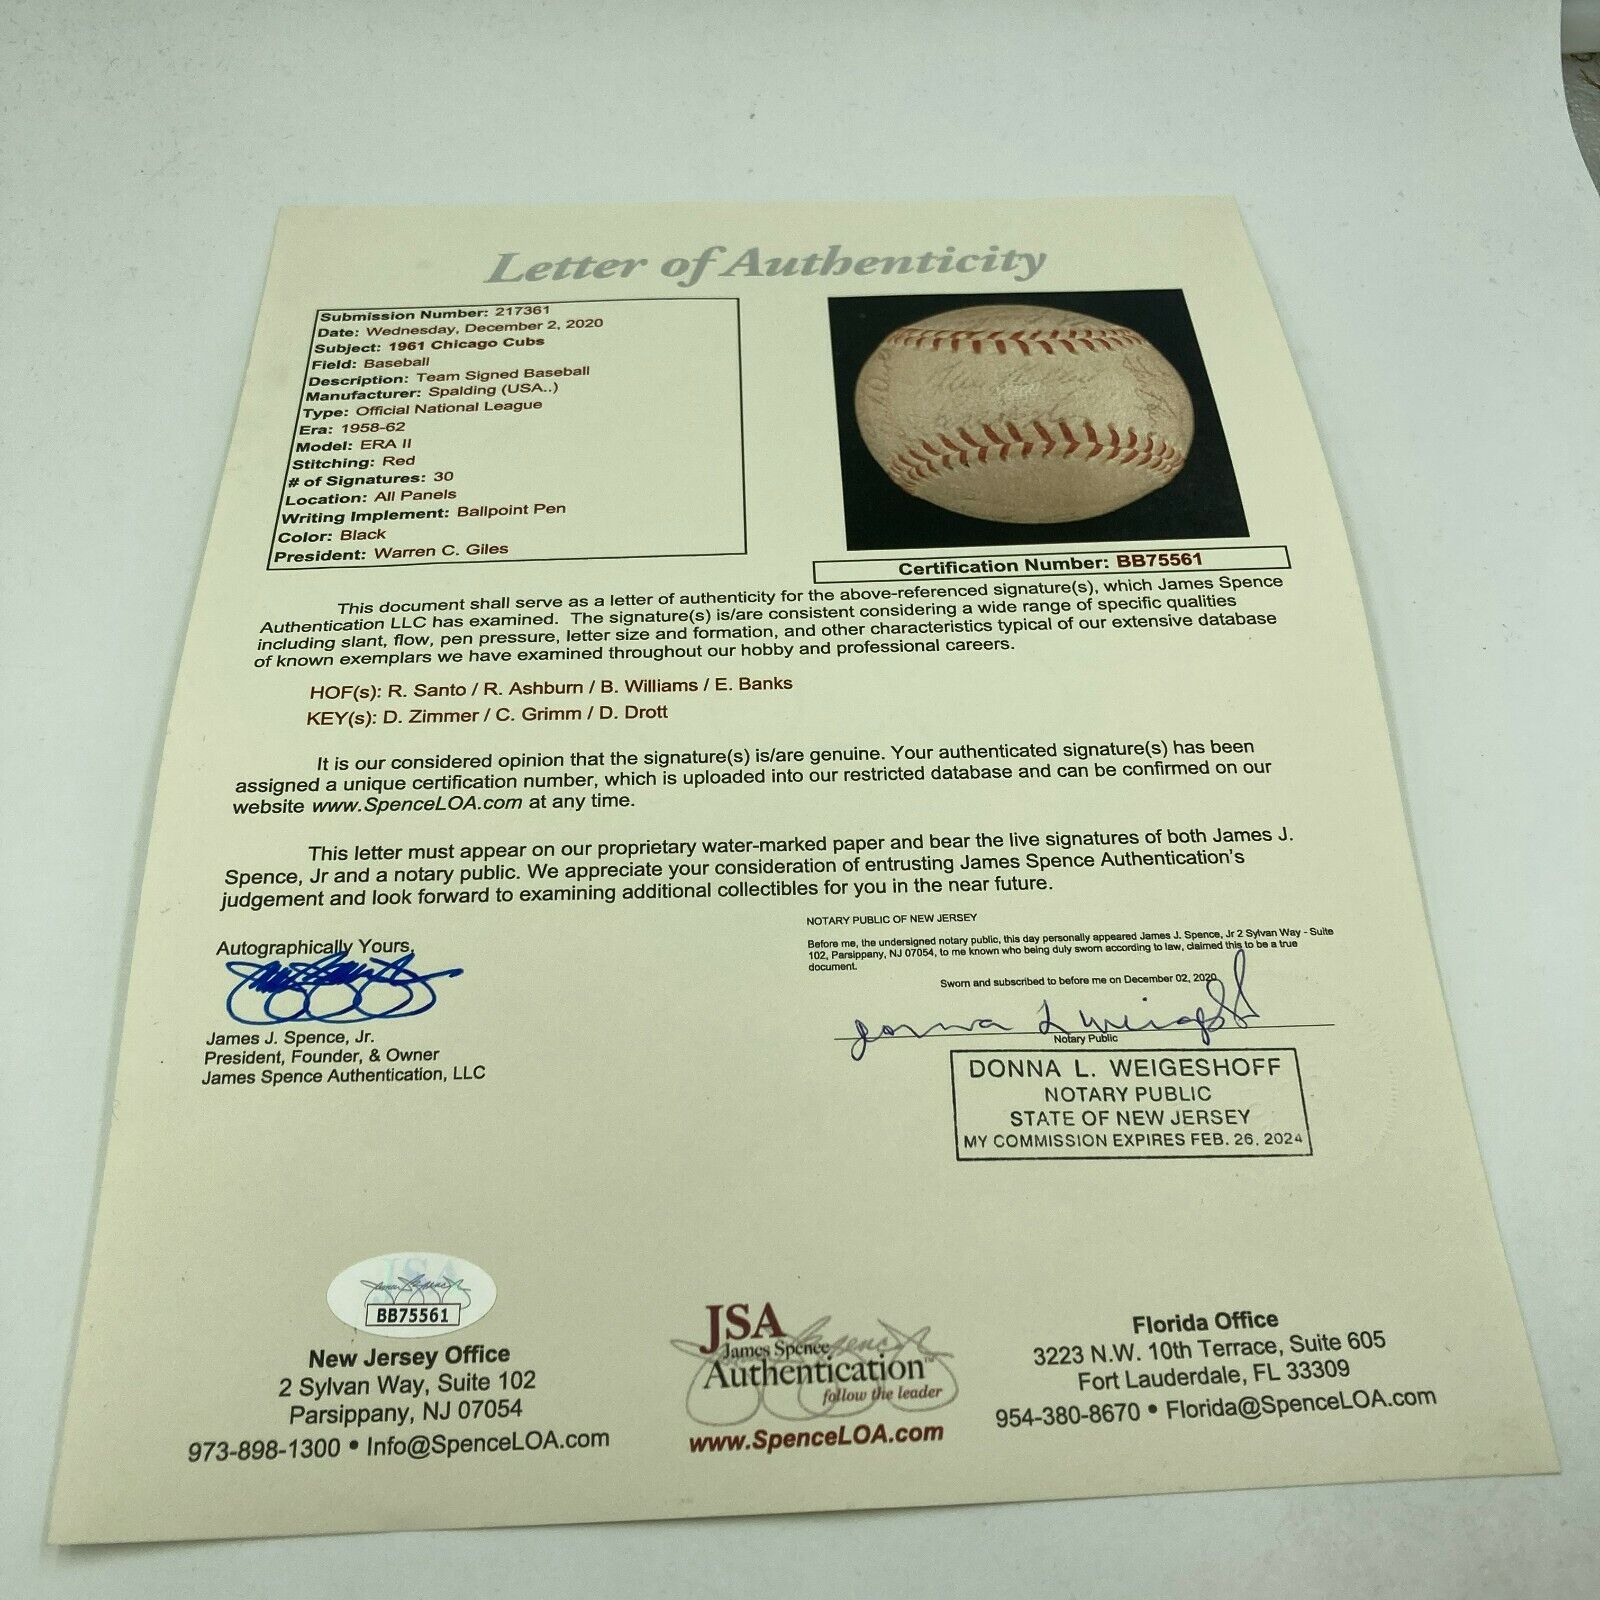 Letter of Authenticity
Submission Number: 217361
Date: Wednesday, December 2, 2020
Subject: 1961 Chicago Cubs
Field: Baseball
Description: Team Signed Baseball
Manufacturer: Spalding (USA..)
Type: Official National League
Era: 1958-62
Model: ERA II
Stitching: Red
# of Signatures: 30
Location: All Panels
Writing Implement: Ballpoint Pen
Color: Black
President: Warren C. Giles
Certification Number: BB75561
This document shall serve as a letter of authenticity for the above-referenced signature(s), which James Spence
Authentication LLC has examined. The signature(s) is/are consistent considering a wide range of specific qualities
including slant, flow, pen pressure, letter size and formation, and other characteristics typical of our extensive database
of known exemplars we have examined throughout our hobby and professional careers.
HOF(s): R. Santo / R. Ashburn / B. Williams / E. Banks
KEY(s): D. Zimmer / C. Grimm / D. Drott
It is our considered opinion that the signature(s) is/are genuine. Your authenticated signature(s) has been
assigned a unique certification number, which is uploaded into our restricted database and can be confirmed on our
website www.SpenceLOA.com at any time.
This letter must appear on our proprietary water-marked paper and bear the live signatures of both James J.
Spence, Jr and a notary public. We appreciate your consideration of entrusting James Spence Authentication's
judgement and look forward to examining additional collectibles for you in the near future.
NOTARY PUBLIC OF NEW JERSEY
Before me, the undersigned notary public, this day personally appeared James J. Spence, Jr 2 Sylvan Way - Suite
102, Parsippany, NJ 07054, to me known who being duly sworn according to law, claimed this to be a true
document.
Sworn and subscribed to before me on December 02, 2020
Donna L Weigeshoff
Notary Public
DONNA L. WEIGESHOFF
NOTARY PUBLIC
STATE OF NEW JERSEY
MY COMMISSION EXPIRES FEB. 26, 2024
Autographically Yours,
James J. Spence, Jr.
President, Founder, & Owner
James Spence Authentication, LLC
JSA
BB75561
New Jersey Office
2 Sylvan Way, Suite 102
Parsippany, NJ 07054
973-898-1300 • Info@SpenceLOA.com
JSA
James Spence
Authentication™
follow the leader
www.SpenceLOA.com
Florida Office
3223 N.W. 10th Terrace, Suite 605
Fort Lauderdale, FL 33309
954-380-8670 • Florida@SpenceLOA.com